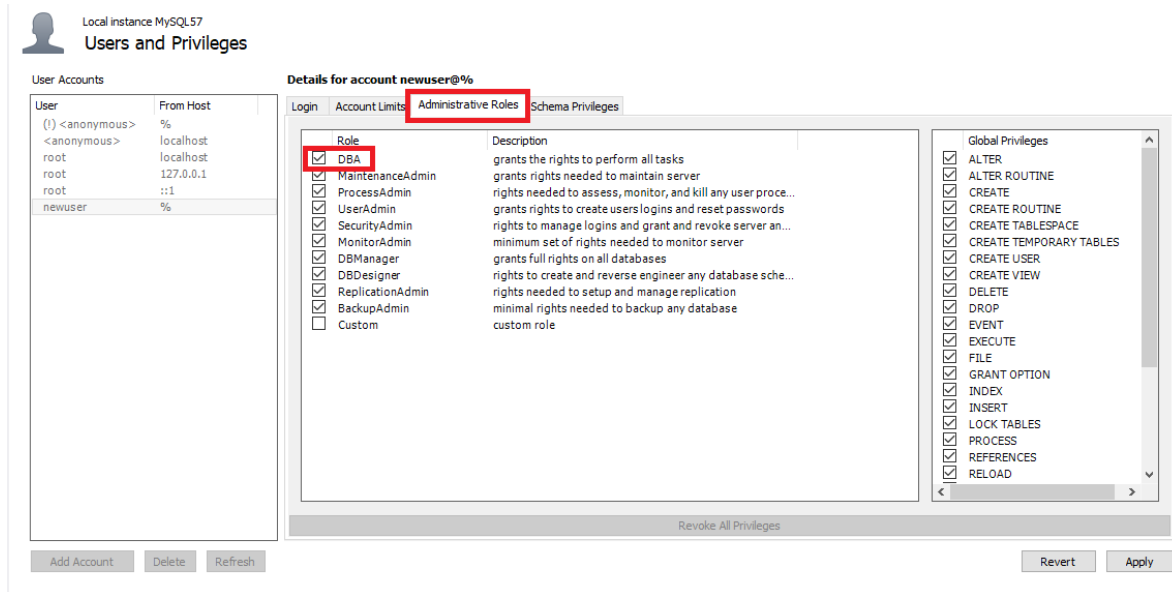 Local instance MySQL57
Users and Privileges
User Accounts
User From Host
(!) <anonymous> %
<anonymous> localhost
root localhost
root 127.0.0.1
root ::1
newuser %
Add Account Delete Refresh
Details for account newuser@%
Login Account Limits Administrative Roles Schema Privileges
Role Description
DBA grants the rights to perform all tasks
MaintenanceAdmin grants rights needed to maintain server
ProcessAdmin rights needed to assess, monitor, and kill any user proce...
UserAdmin grants rights to create users logins and reset passwords
SecurityAdmin rights to manage logins and grant and revoke server an...
MonitorAdmin minimum set of rights needed to monitor server
DBManager grants full rights on all databases
DBDesigner rights to create and reverse engineer any database sche...
ReplicationAdmin rights needed to setup and manage replication
BackupAdmin minimal rights needed to backup any database
Custom custom role
Global Privileges
ALTER
ALTER ROUTINE
CREATE
CREATE ROUTINE
CREATE TABLESPACE
CREATE TEMPORARY TABLES
CREATE USER
CREATE VIEW
DELETE
DROP
EVENT
EXECUTE
FILE
GRANT OPTION
INDEX
INSERT
LOCK TABLES
PROCESS
REFERENCES
RELOAD
Revoke All Privileges
Revert Apply